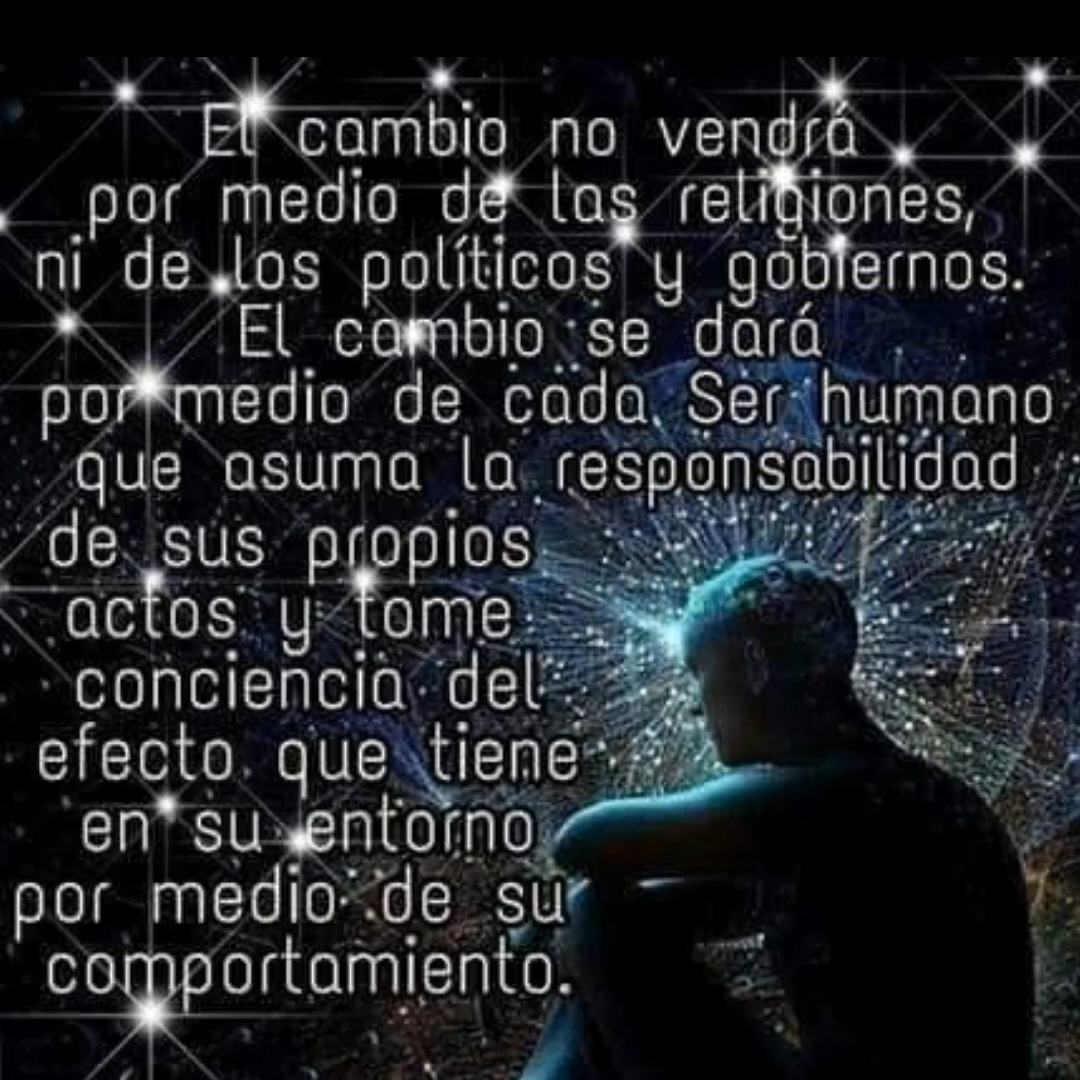 El cambio no vendrá
por medio de las religiones,
ni de los políticos y gobiernos.
El cambio se dará
por medio de cada Ser humano
que asuma la responsabilidad
de sus propios
actos y tome
conciencia del
efecto que tiene
en su entorno
por medio de su
comportamiento.